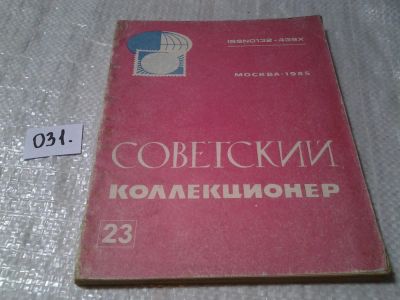 ISSN0132-439X
МОСКВА-1985
031.
СОВЕТСКИЙ
КОЛЛЕКЦИОНЕР
23